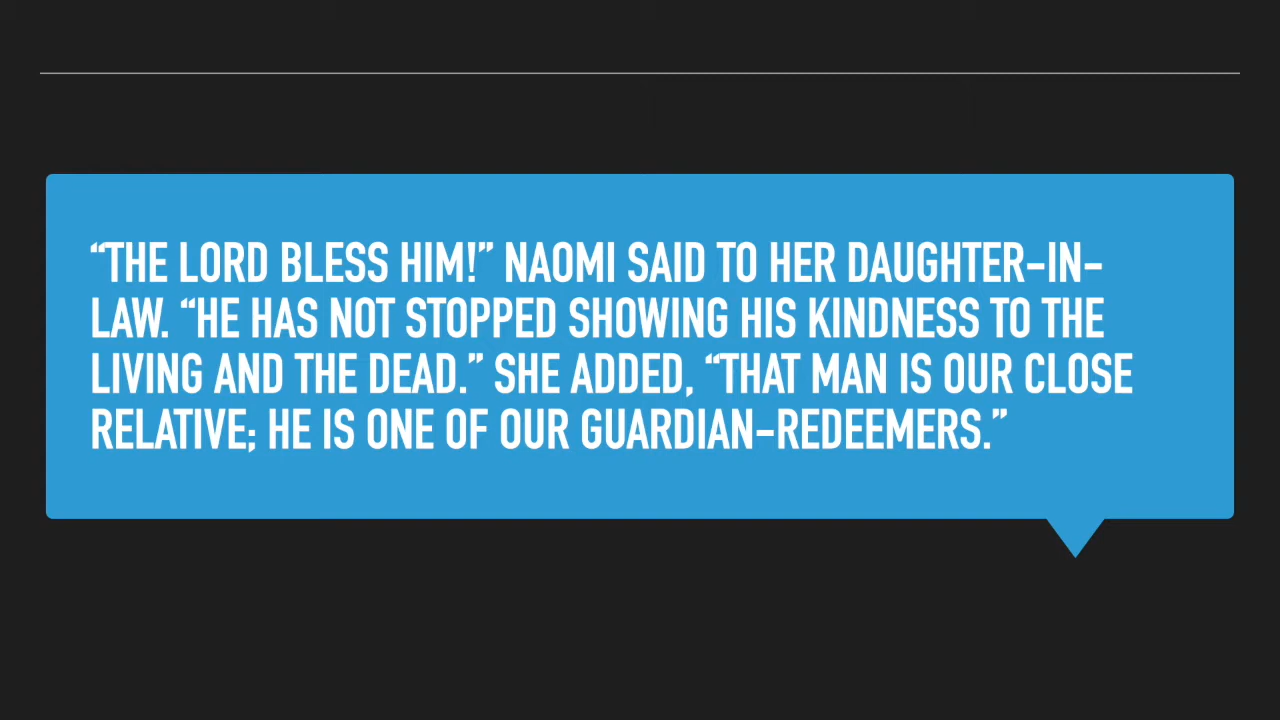 “THE LORD BLESS HIM!” NAOMI SAID TO HER DAUGHTER-IN-
LAW. “HE HAS NOT STOPPED SHOWING HIS KINDNESS TO THE
LIVING AND THE DEAD.” SHE ADDED, “THAT MAN IS OUR CLOSE
RELATIVE; HE IS ONE OF OUR GUARDIAN-REDEEMERS.”